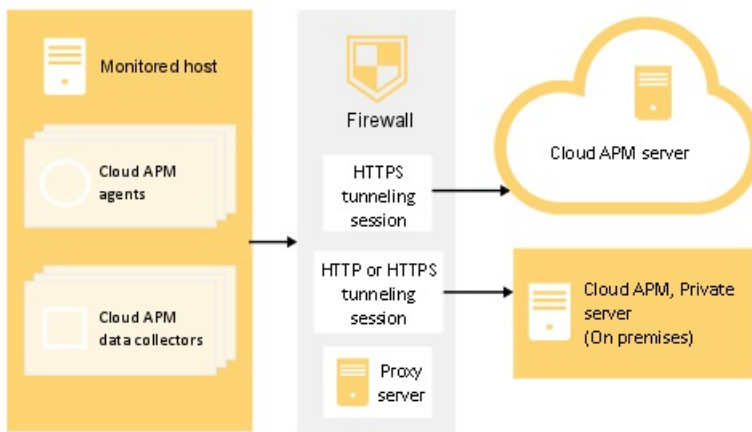 Monitored host
Cloud APM
agents
Cloud APM
data collectors
Firewall
HTTPS
tunneling
session
HTTP or HTTPS
tunneling
session
Proxy
server
Cloud APM server
Cloud APM, Private
server
(On premises)